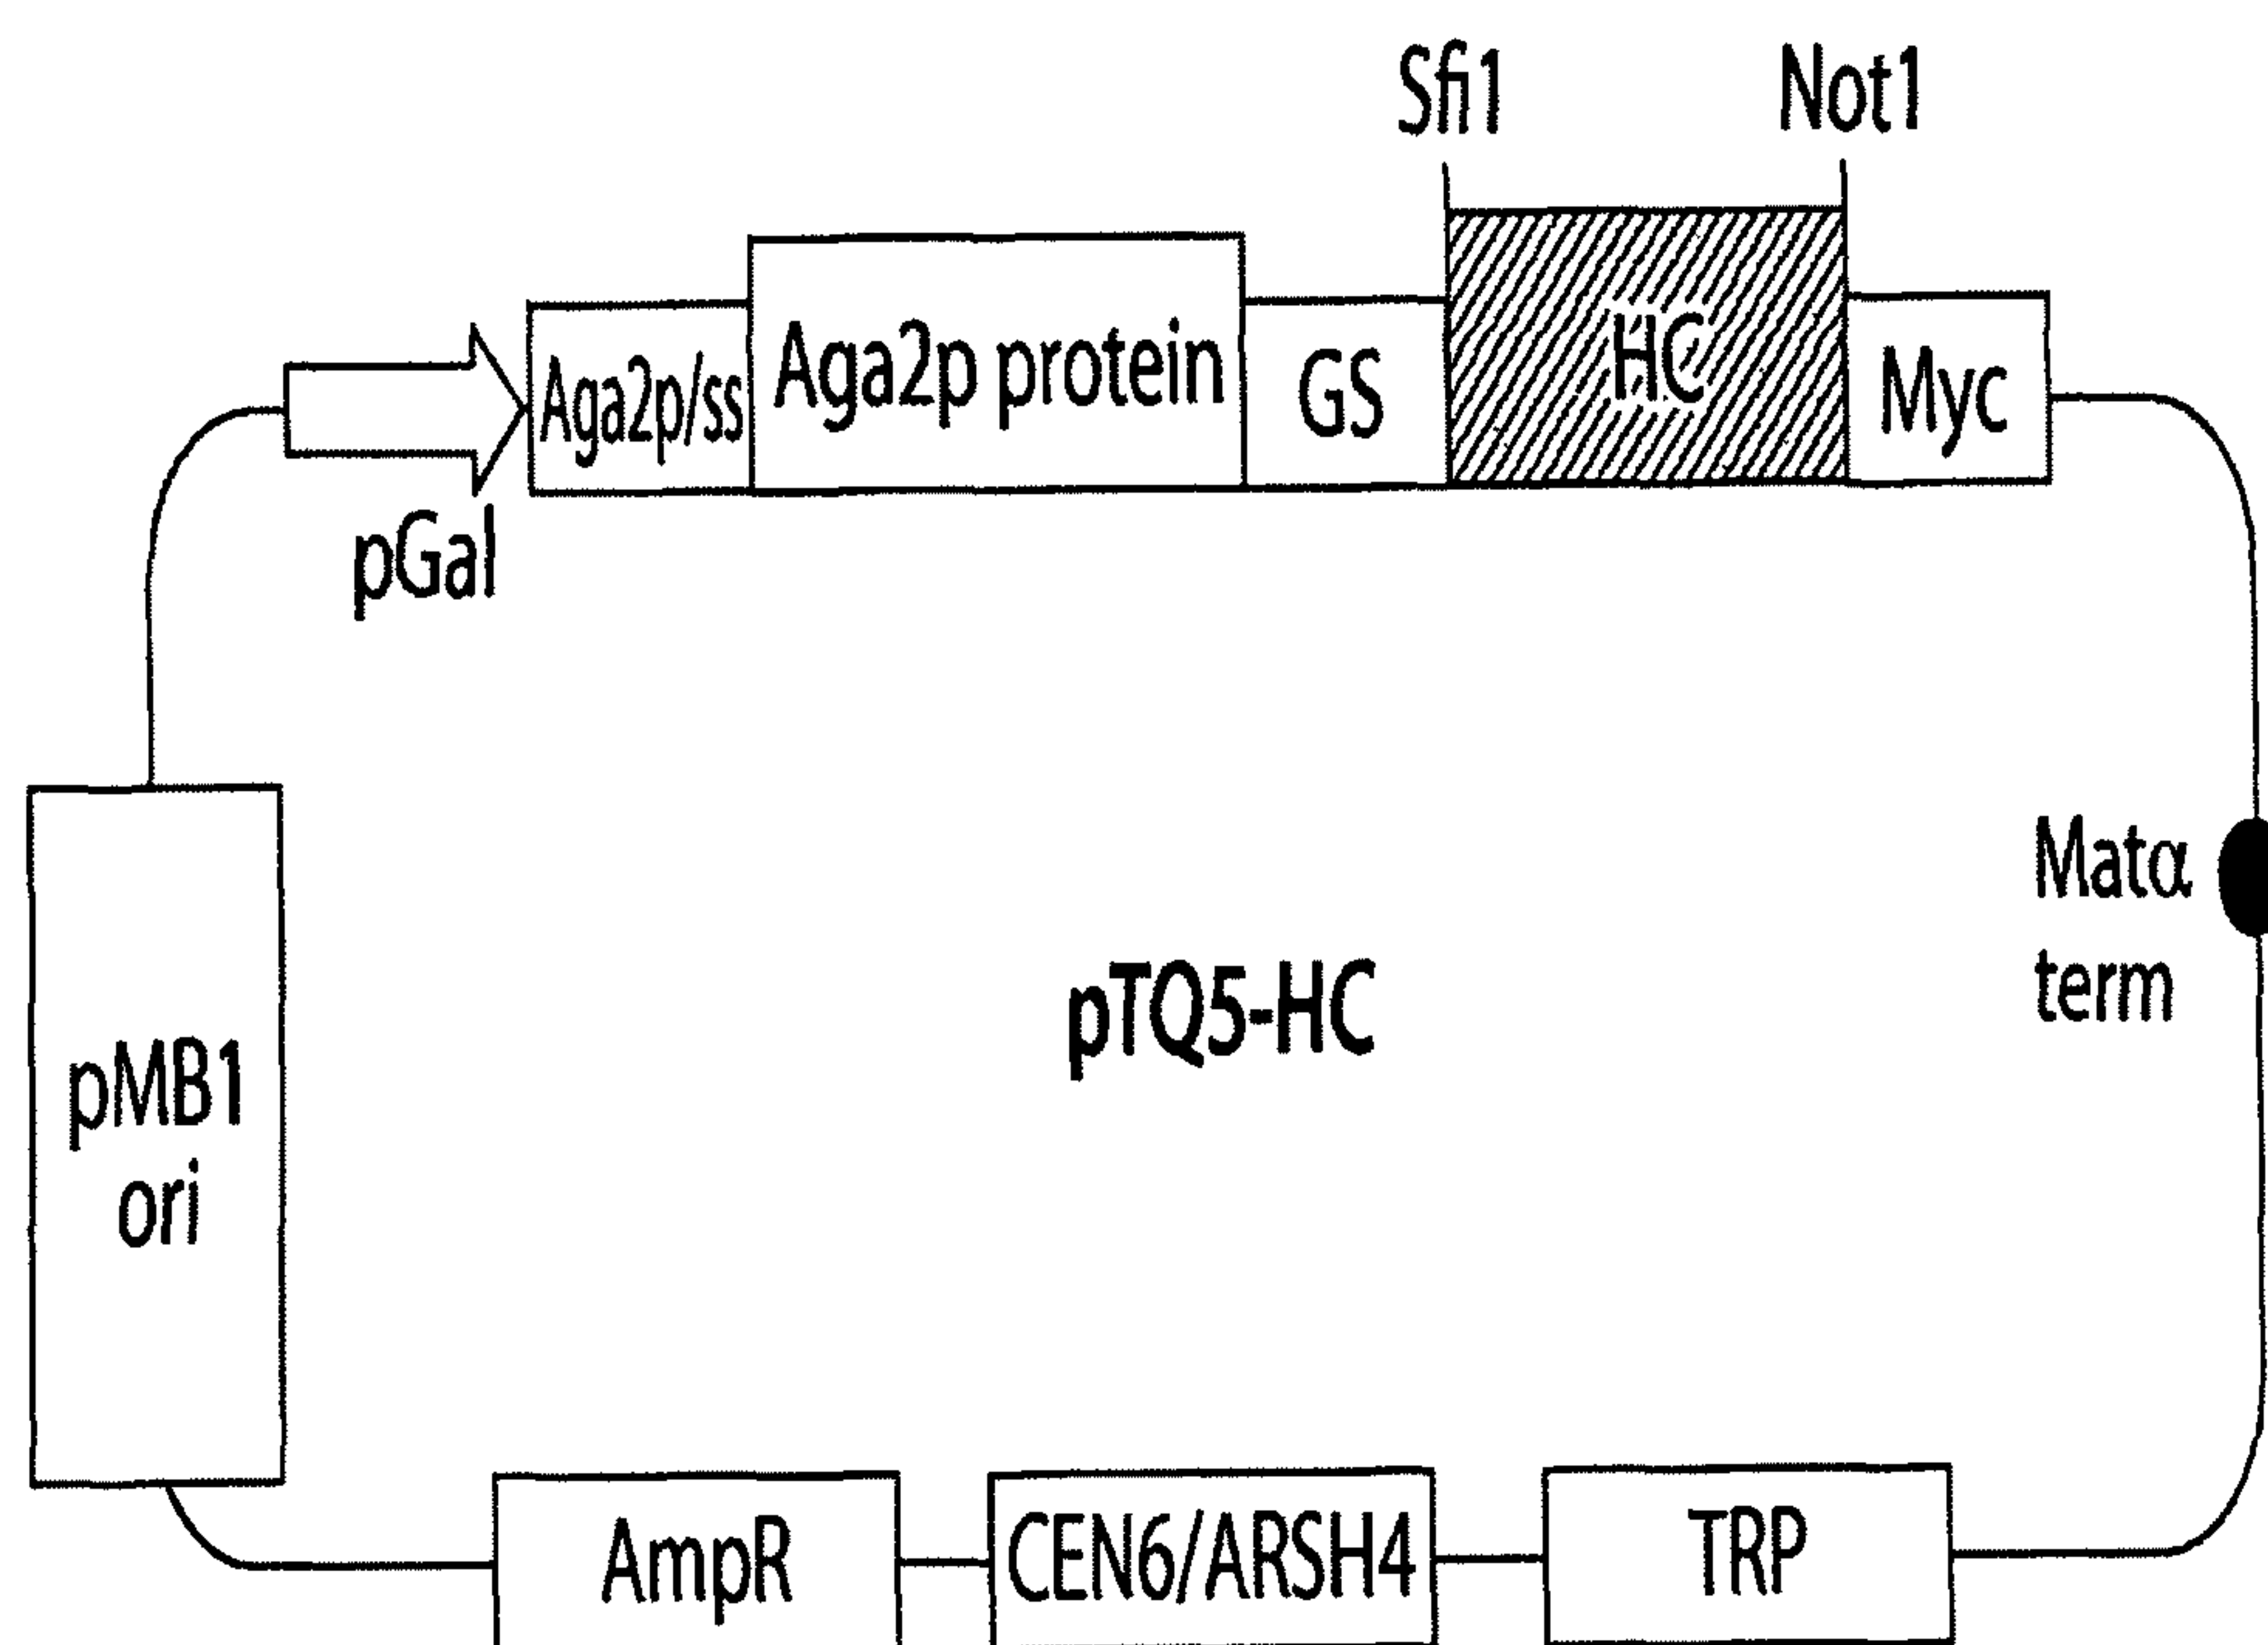 Sfi1
Not1
Aga2p/ss
Aga2p protein
GS
HC
Myc
pGal
Matα
term
pTQ5-HC
pMB1
ori
AmpR
CEN6/ARSH4
TRP